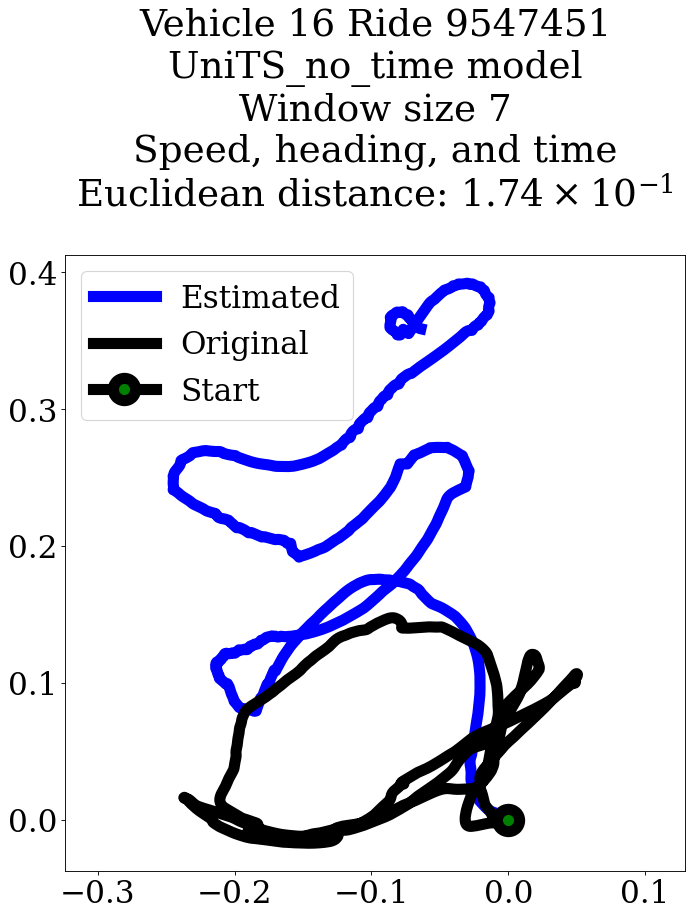 Vehicle 16 Ride 9547451
UniTS_no_time model
Window size 7
Speed, heading, and time
Euclidean distance: 1.74 × 10⁻¹
Estimated
Original
Start
0.4
0.3
0.2
0.1
0.0
−0.3
−0.2
−0.1
0.0
0.1